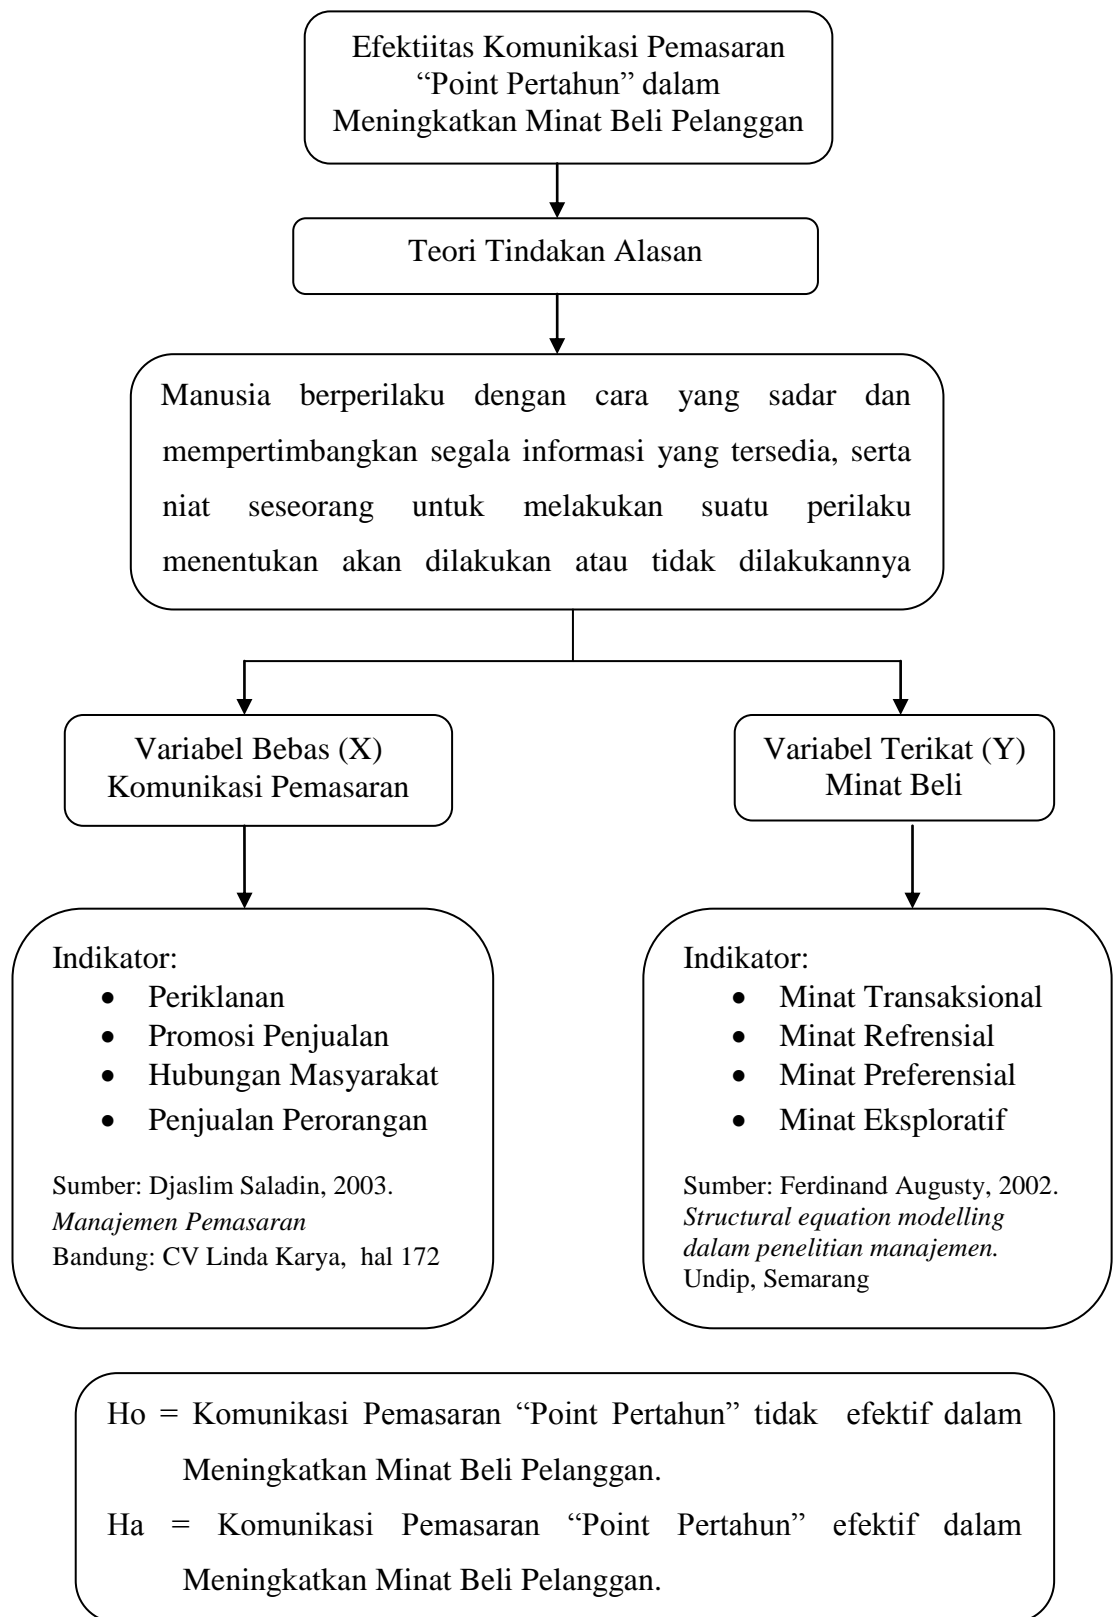 Efektiitas Komunikasi Pemasaran
“Point Pertahun” dalam
Meningkatkan Minat Beli Pelanggan
Teori Tindakan Alasan
Manusia berperilaku dengan cara yang sadar dan
mempertimbangkan segala informasi yang tersedia, serta
niat seseorang untuk melakukan suatu perilaku
menentukan akan dilakukan atau tidak dilakukannya
Variabel Bebas (X)
Komunikasi Pemasaran
Variabel Terikat (Y)
Minat Beli
Indikator:
• Periklanan
• Promosi Penjualan
• Hubungan Masyarakat
• Penjualan Perorangan
Sumber: Djaslim Saladin, 2003.
Manajemen Pemasaran
Bandung: CV Linda Karya, hal 172
Indikator:
• Minat Transaksional
• Minat Refrensial
• Minat Preferensial
• Minat Eksploratif
Sumber: Ferdinand Augusty, 2002.
Structural equation modelling
dalam penelitian manajemen.
Undip, Semarang
Ho = Komunikasi Pemasaran “Point Pertahun” tidak efektif dalam
Meningkatkan Minat Beli Pelanggan.
Ha = Komunikasi Pemasaran “Point Pertahun” efektif dalam
Meningkatkan Minat Beli Pelanggan.